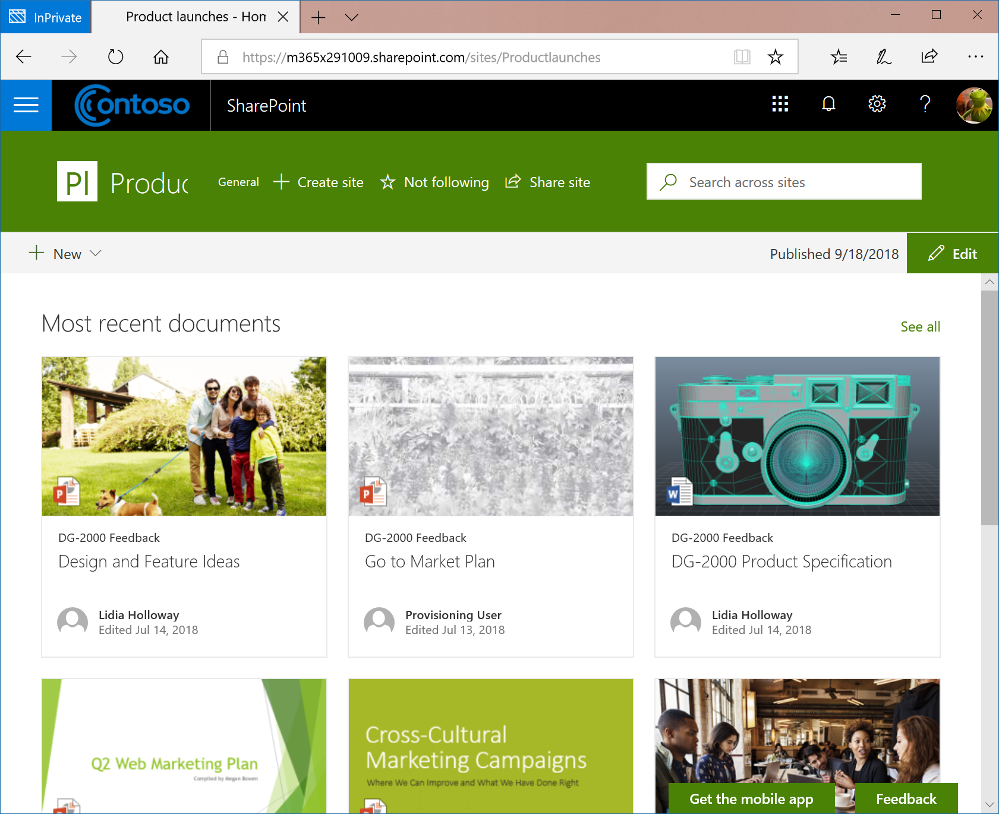 InPrivate
Product launches - Hom
https://m365x291009.sharepoint.com/sites/Productlaunches
Contoso
SharePoint
Pl
Produc
General
Create site
Not following
Share site
Search across sites
New
Published 9/18/2018
Edit
Most recent documents
See all
P
P
W
DG-2000 Feedback
Design and Feature Ideas
Lidia Holloway
Edited Jul 14, 2018
DG-2000 Feedback
Go to Market Plan
Provisioning User
Edited Jul 13, 2018
DG-2000 Feedback
DG-2000 Product Specification
Lidia Holloway
Edited Jul 14, 2018
Q2 Web Marketing Plan
Compiled by Megan Bowen
Cross-Cultural
Marketing Campaigns
Where We Can Improve and What We Have Done Right
Get the mobile app
Feedback